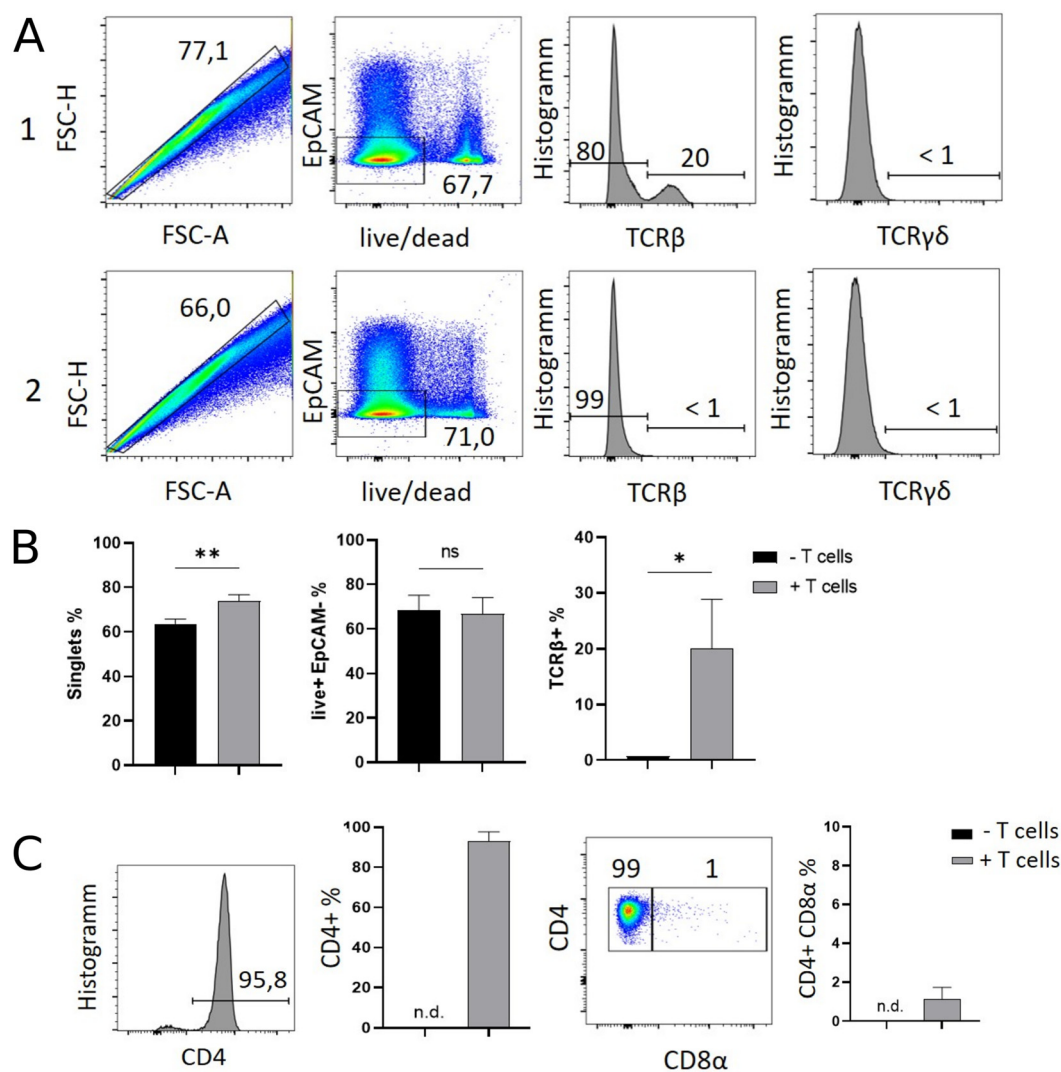 A
1
FSC-H
77,1
FSC-A
EpCAM
67,7
live/dead
Histogramm
80
20
TCRβ
Histogramm
< 1
TCRγδ
2
FSC-H
66,0
FSC-A
EpCAM
71,0
live/dead
Histogramm
99
< 1
TCRβ
Histogramm
< 1
TCRγδ
B
Singlets %
100
80
60
40
20
0
**
live+ EpCAM- %
100
80
60
40
20
0
ns
TCRβ+ %
40
30
20
10
0
*
- T cells
+ T cells
C
Histogramm
95,8
CD4
CD4+ %
100
80
60
40
20
0
n.d.
CD4
99
1
CD8α
CD4+ CD8α %
10
8
6
4
2
0
n.d.
- T cells
+ T cells